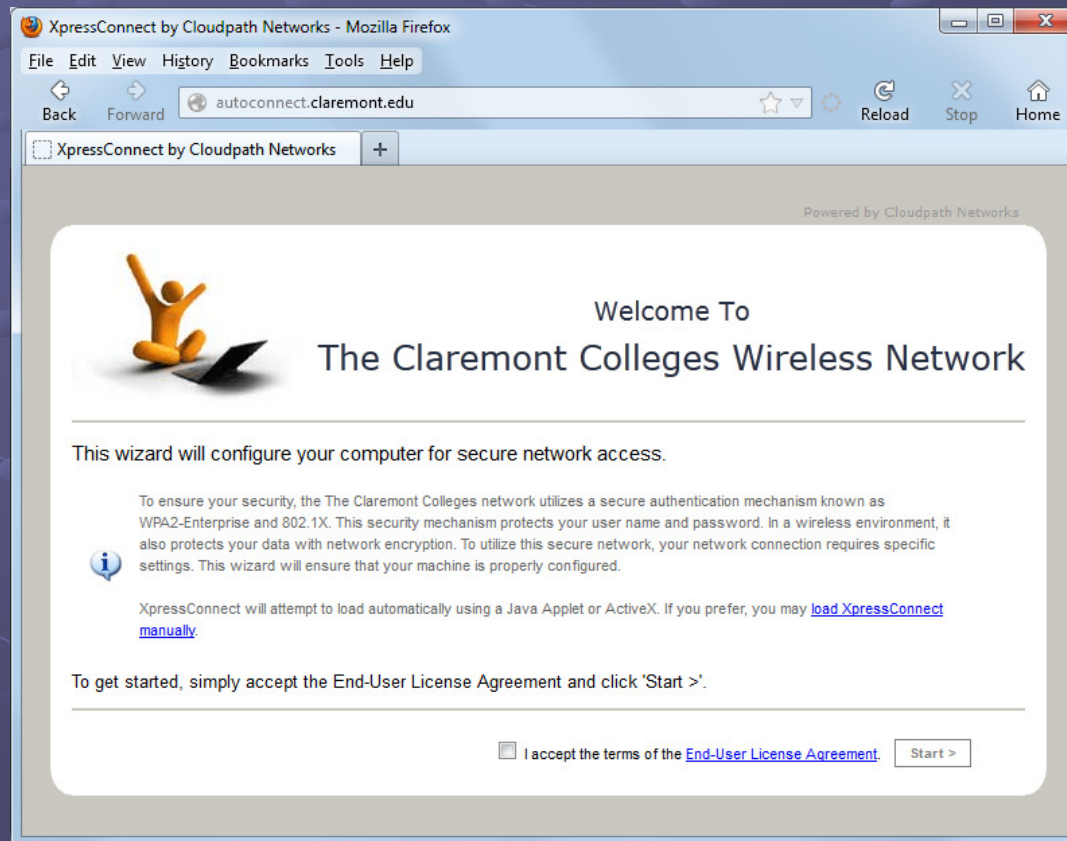 XpressConnect by Cloudpath Networks - Mozilla Firefox
File Edit View History Bookmarks Tools Help
Back Forward autoconnect.claremont.edu Reload Stop Home
XpressConnect by Cloudpath Networks +
Powered by Cloudpath Networks
Welcome To
The Claremont Colleges Wireless Network
This wizard will configure your computer for secure network access.
To ensure your security, the The Claremont Colleges network utilizes a secure authentication mechanism known as
WPA2-Enterprise and 802.1X. This security mechanism protects your user name and password. In a wireless environment, it
also protects your data with network encryption. To utilize this secure network, your network connection requires specific
settings. This wizard will ensure that your machine is properly configured.
XpressConnect will attempt to load automatically using a Java Applet or ActiveX. If you prefer, you may load XpressConnect
manually.
To get started, simply accept the End-User License Agreement and click 'Start >'.
I accept the terms of the End-User License Agreement. Start >